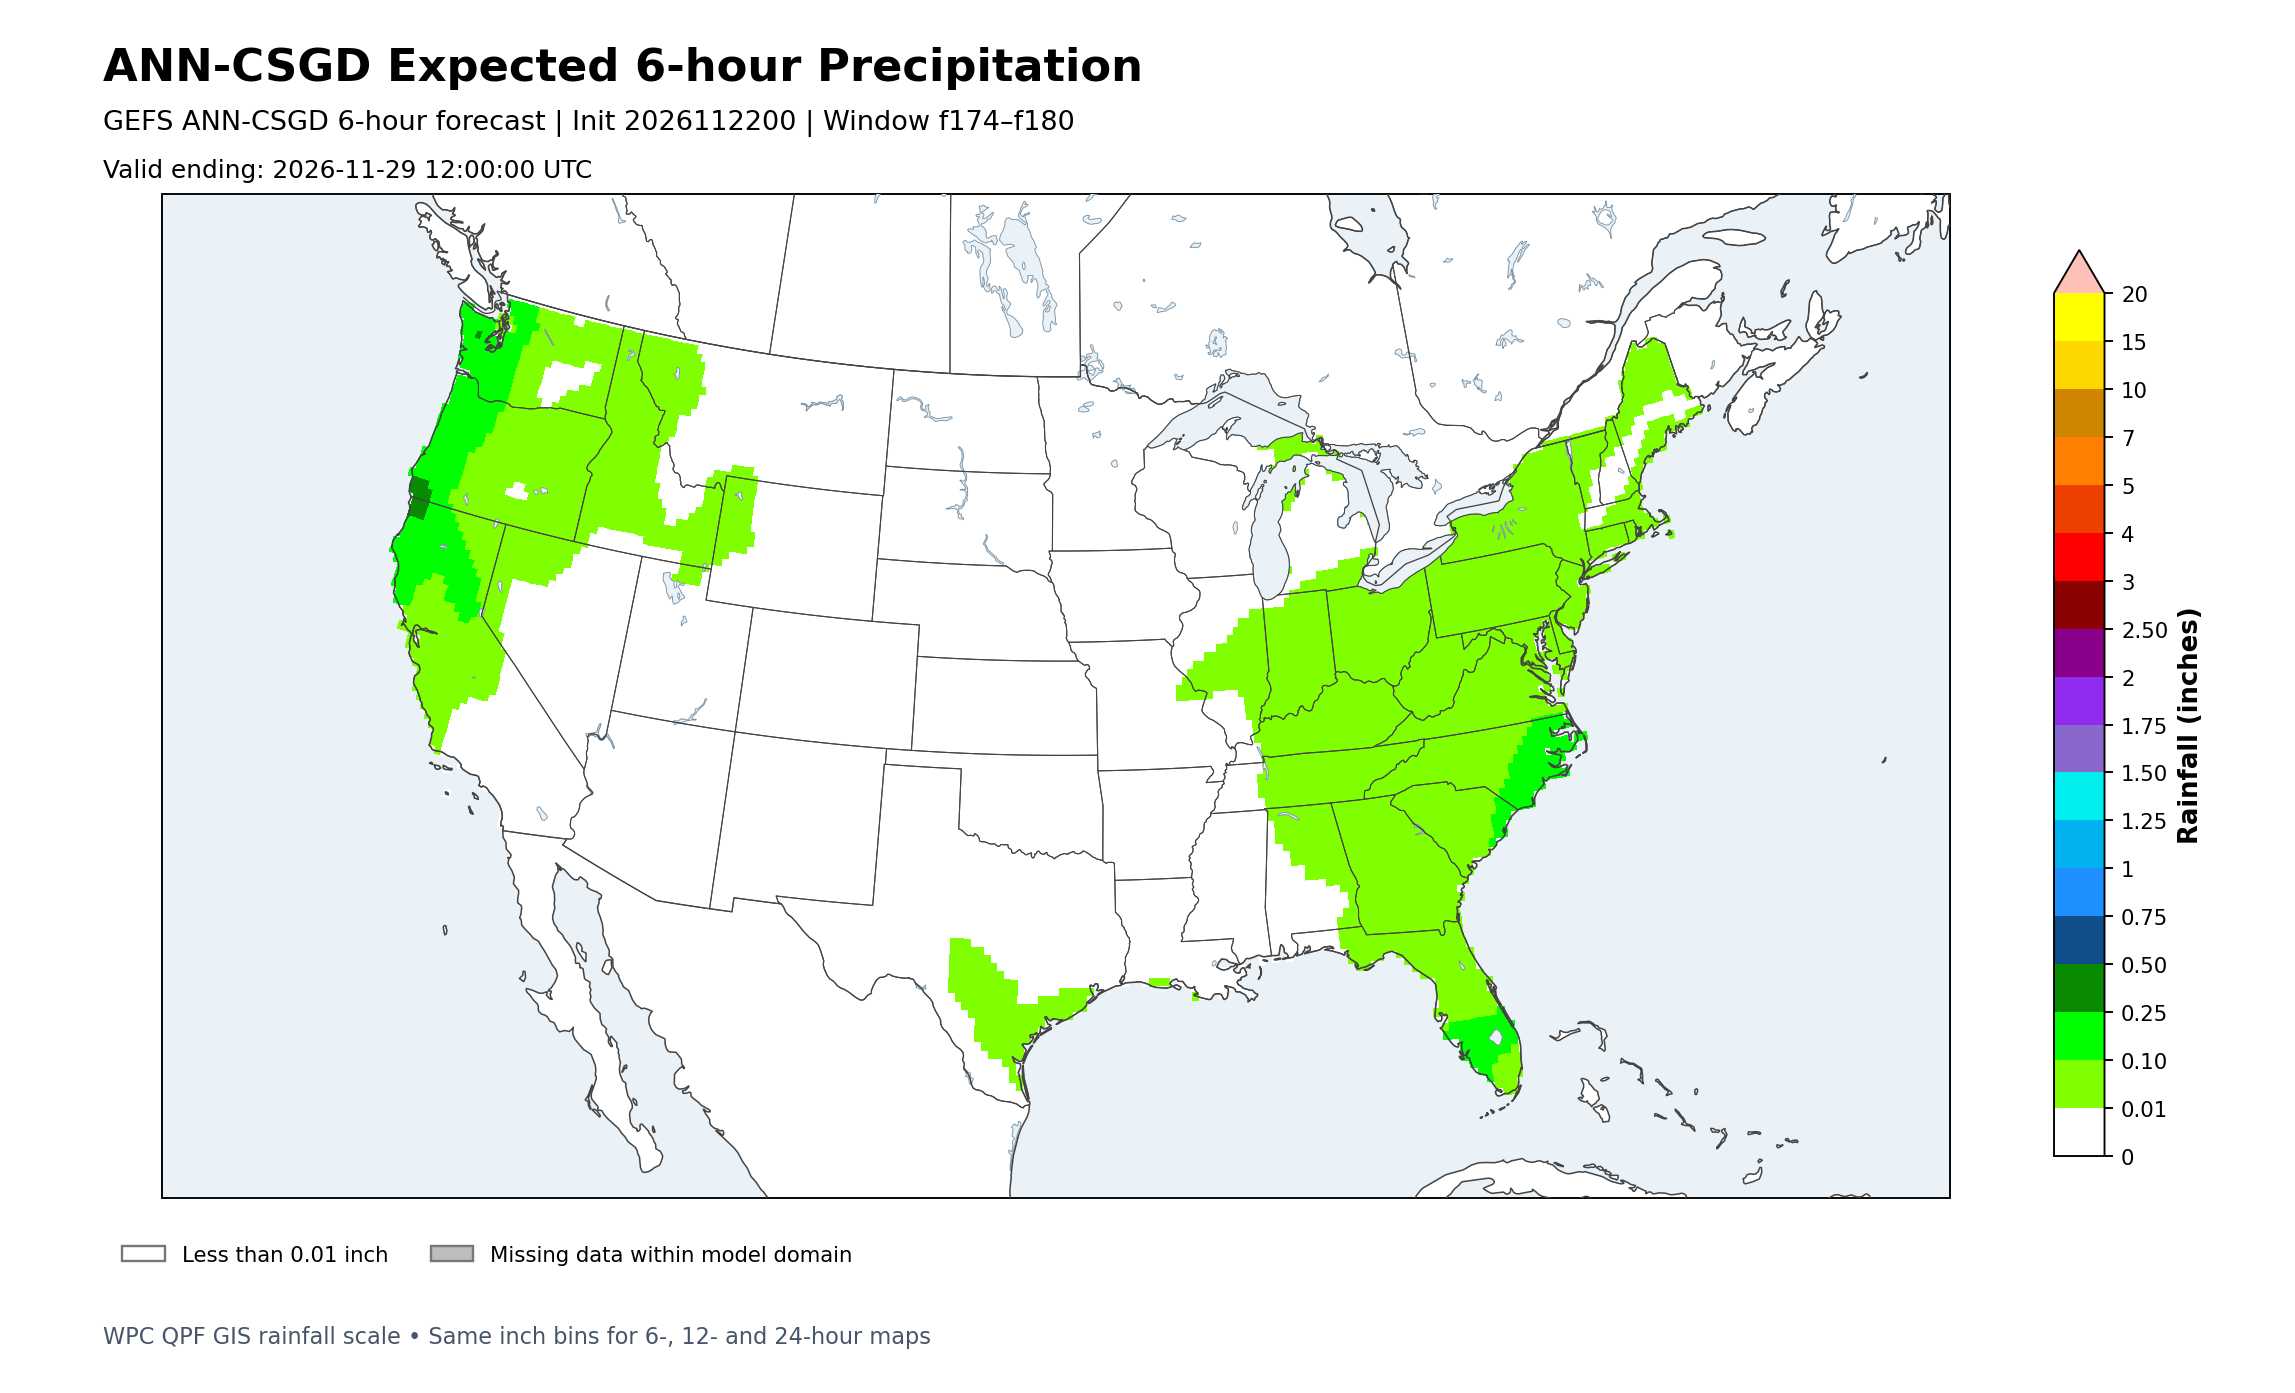 ANN-CSGD Expected 6-hour Precipitation
GEFS ANN-CSGD 6-hour forecast | Init 2026112200 | Window f174–f180
Valid ending: 2026-11-29 12:00:00 UTC
20
15
10
7
5
4
3
2.50
2
1.75
1.50
1.25
1
0.75
0.50
0.25
0.10
0.01
0
Rainfall (inches)
Less than 0.01 inch
Missing data within model domain
WPC QPF GIS rainfall scale • Same inch bins for 6-, 12- and 24-hour maps